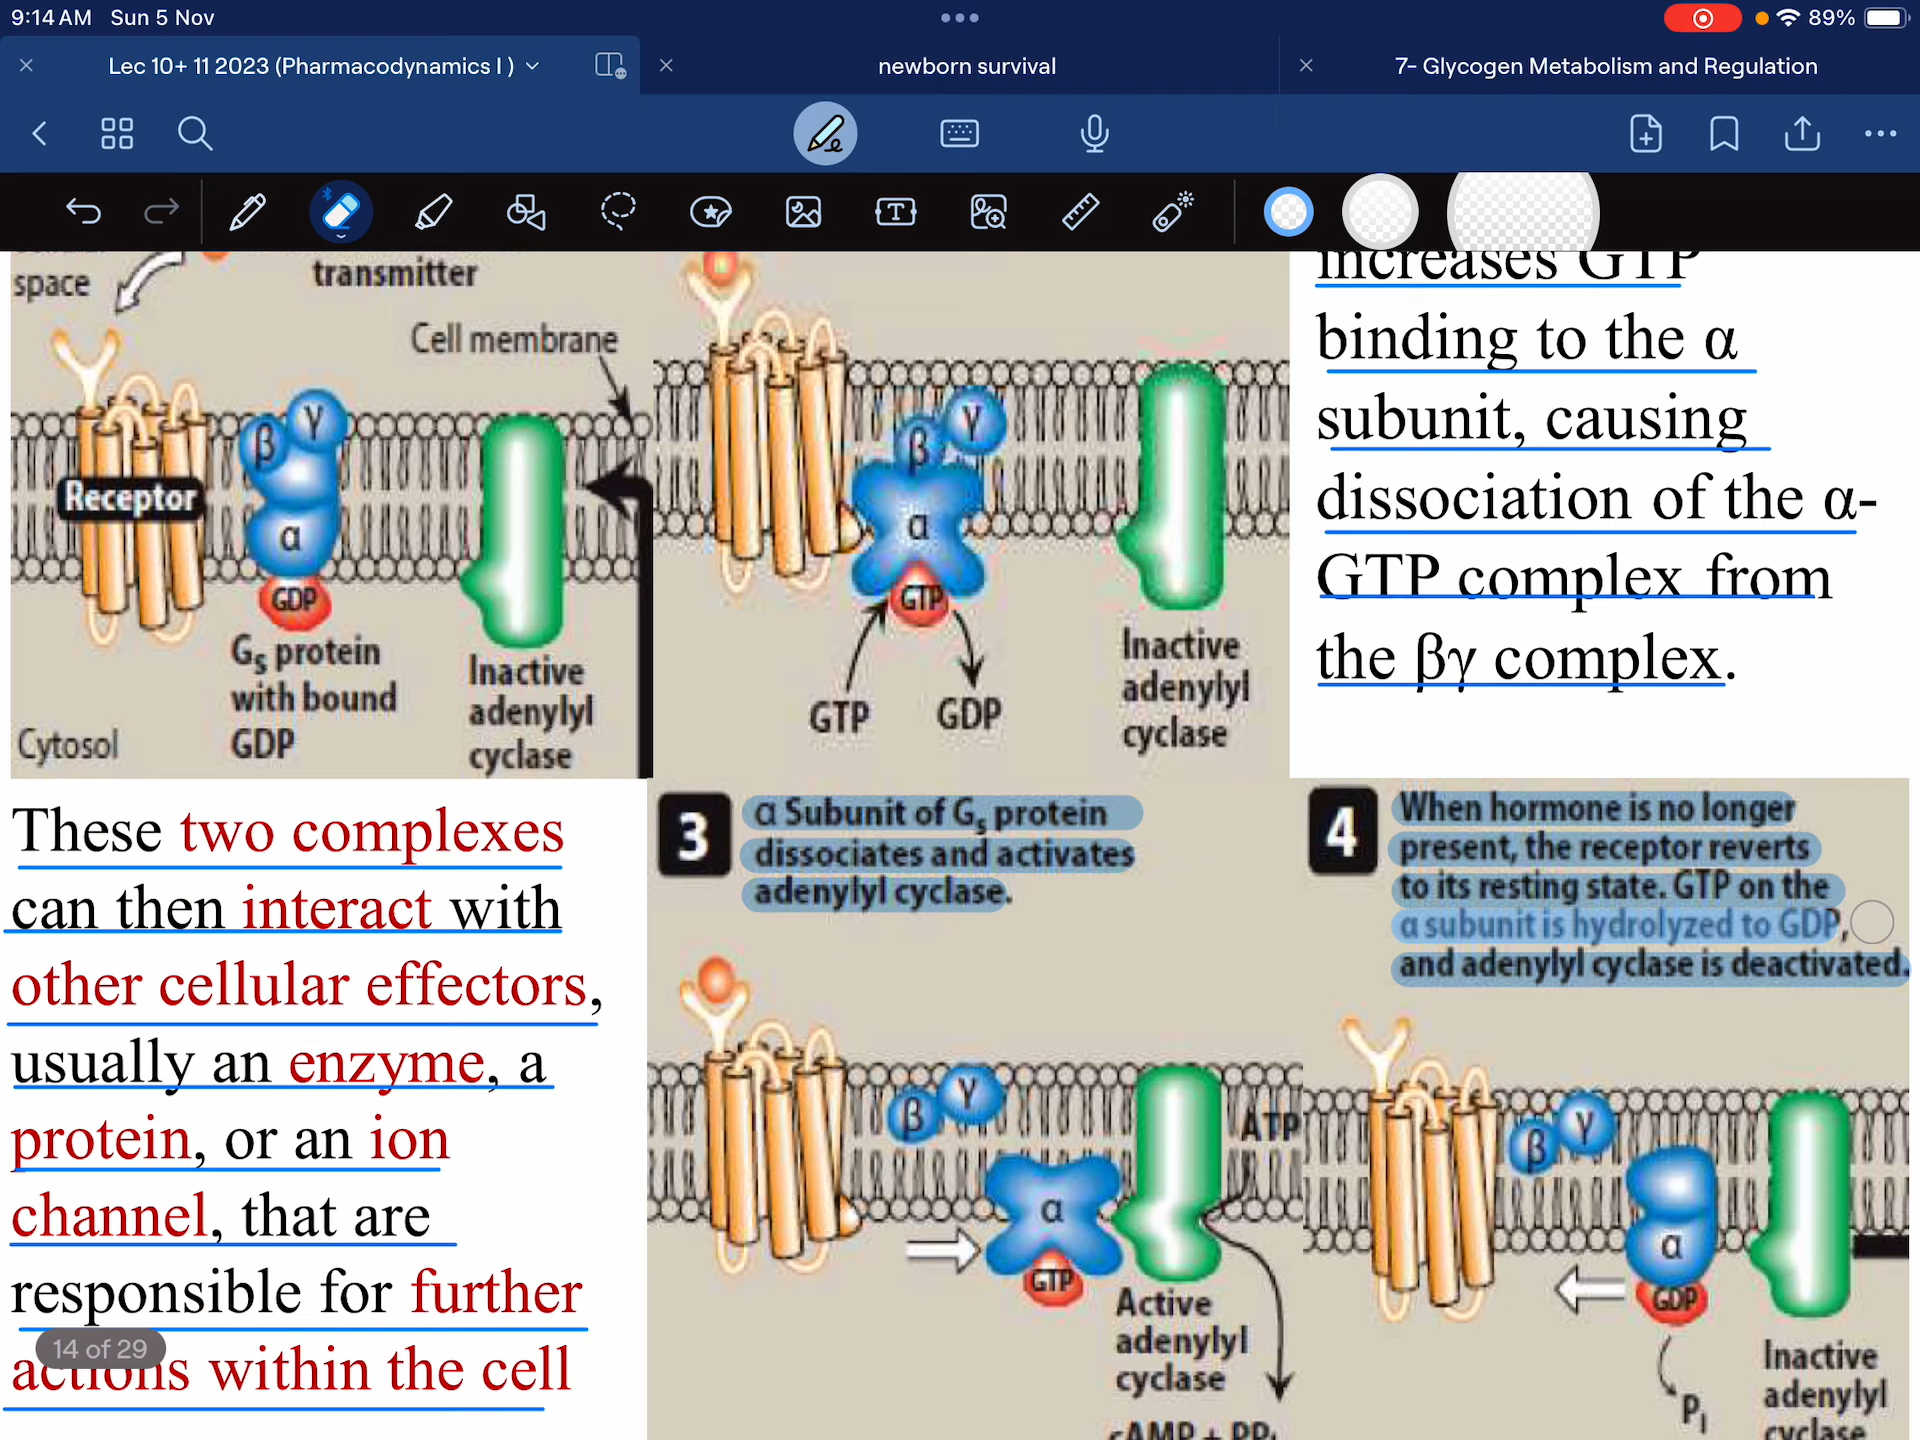 9:14 AM Sun 5 Nov
89%
Lec 10+ 11 2023 (Pharmacodynamics I )
newborn survival
7- Glycogen Metabolism and Regulation
space
transmitter
Cell membrane
Receptor
β
γ
α
GDP
Gs protein
with bound
GDP
Inactive
adenylyl
cyclase
Cytosol
β
γ
α
GTP
GTP
GDP
Inactive
adenylyl
cyclase
increases GTP
binding to the α
subunit, causing
dissociation of the α-
GTP complex from
the βγ complex.
These two complexes
can then interact with
other cellular effectors,
usually an enzyme, a
protein, or an ion
channel, that are
responsible for further
actions within the cell
14 of 29
3
α Subunit of Gs protein
dissociates and activates
adenylyl cyclase.
β
γ
α
GTP
ATP
Active
adenylyl
cyclase
cAMP + PPi
4
When hormone is no longer
present, the receptor reverts
to its resting state. GTP on the
α subunit is hydrolyzed to GDP,
and adenylyl cyclase is deactivated.
β
γ
α
GDP
Pi
Inactive
adenylyl
cyclase